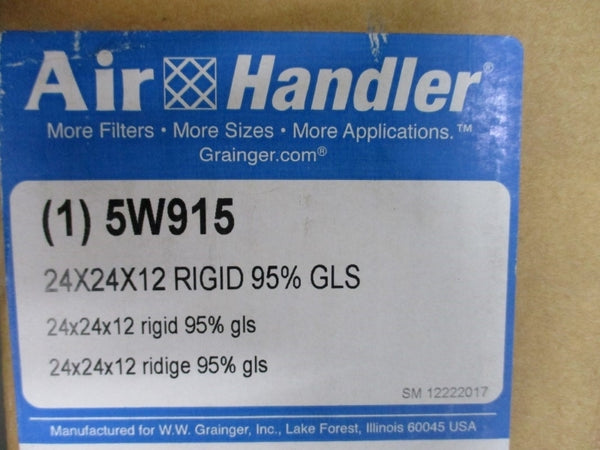 Air Handler®
More Filters • More Sizes • More Applications.™
Grainger.com®
(1) 5W915
24X24X12 RIGID 95% GLS
24x24x12 rigid 95% gls
24x24x12 ridige 95% gls
SM 12222017
Manufactured for W.W. Grainger, Inc., Lake Forest, Illinois 60045 USA